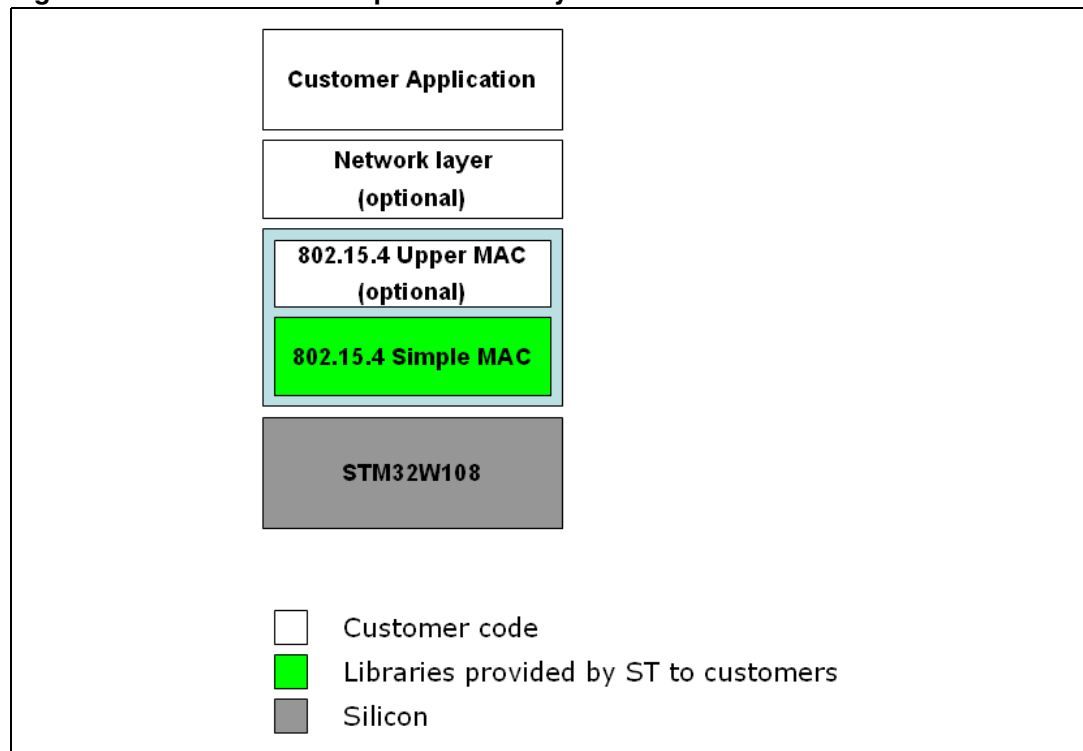 Customer Application
Network layer
(optional)
802.15.4 Upper MAC
(optional)
802.15.4 Simple MAC
STM32W108
Customer code
Libraries provided by ST to customers
Silicon